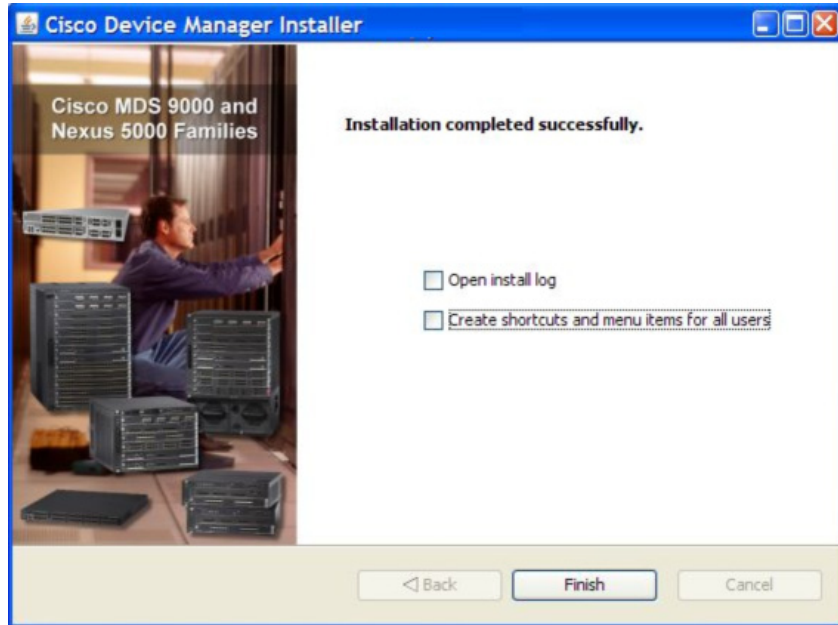 Cisco Device Manager Installer
Cisco MDS 9000 and
Nexus 5000 Families
Installation completed successfully.
Open install log
Create shortcuts and menu items for all users
Back
Finish
Cancel